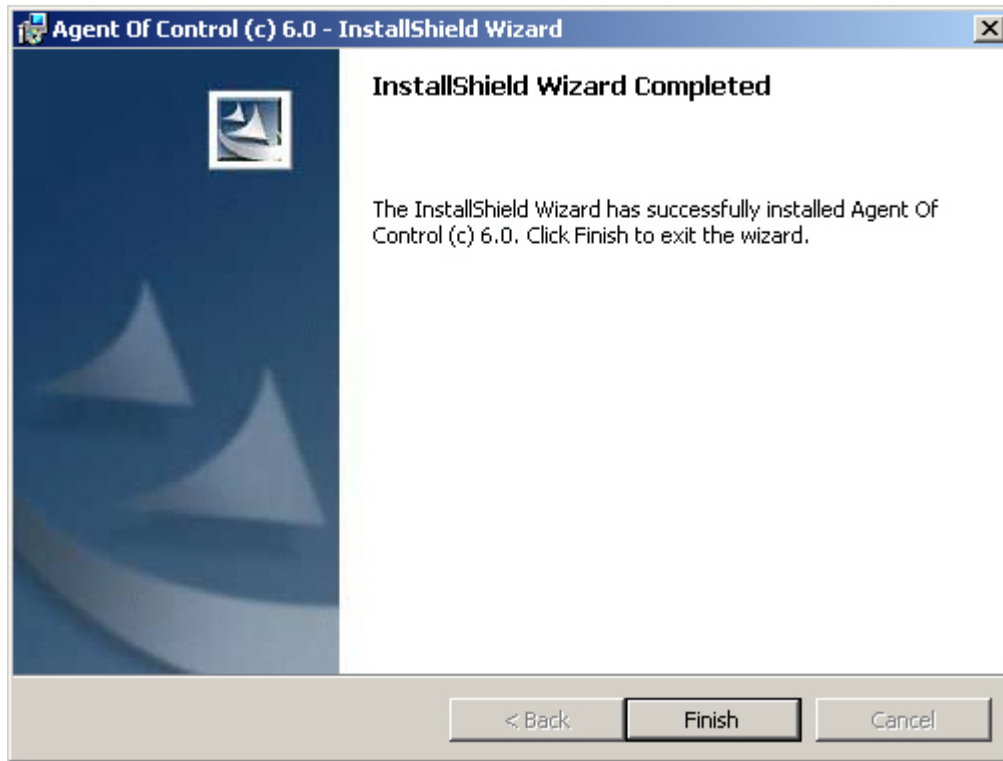 Agent Of Control (c) 6.0 - InstallShield Wizard
InstallShield Wizard Completed
The InstallShield Wizard has successfully installed Agent Of
Control (c) 6.0. Click Finish to exit the wizard.
< Back
Finish
Cancel